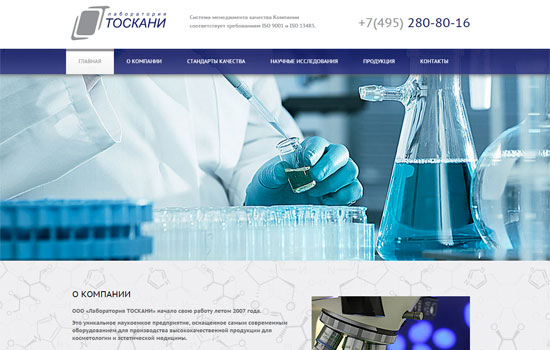 лаборатория
ТОСКАНИ
Система менеджмента качества Компании
соответствует требованиям ISO 9001 и ISO 13485.
+7(495) 280-80-16
ГЛАВНАЯ
О КОМПАНИИ
СТАНДАРТЫ КАЧЕСТВА
НАУЧНЫЕ ИССЛЕДОВАНИЯ
ПРОДУКЦИЯ
КОНТАКТЫ
О КОМПАНИИ
ООО «Лаборатория ТОСКАНИ» начало свою работу летом 2007 года.
Это уникальное наукоемкое предприятие, оснащенное самым современным
оборудованием для производства высококачественной продукции для
косметологии и эстетической медицины.